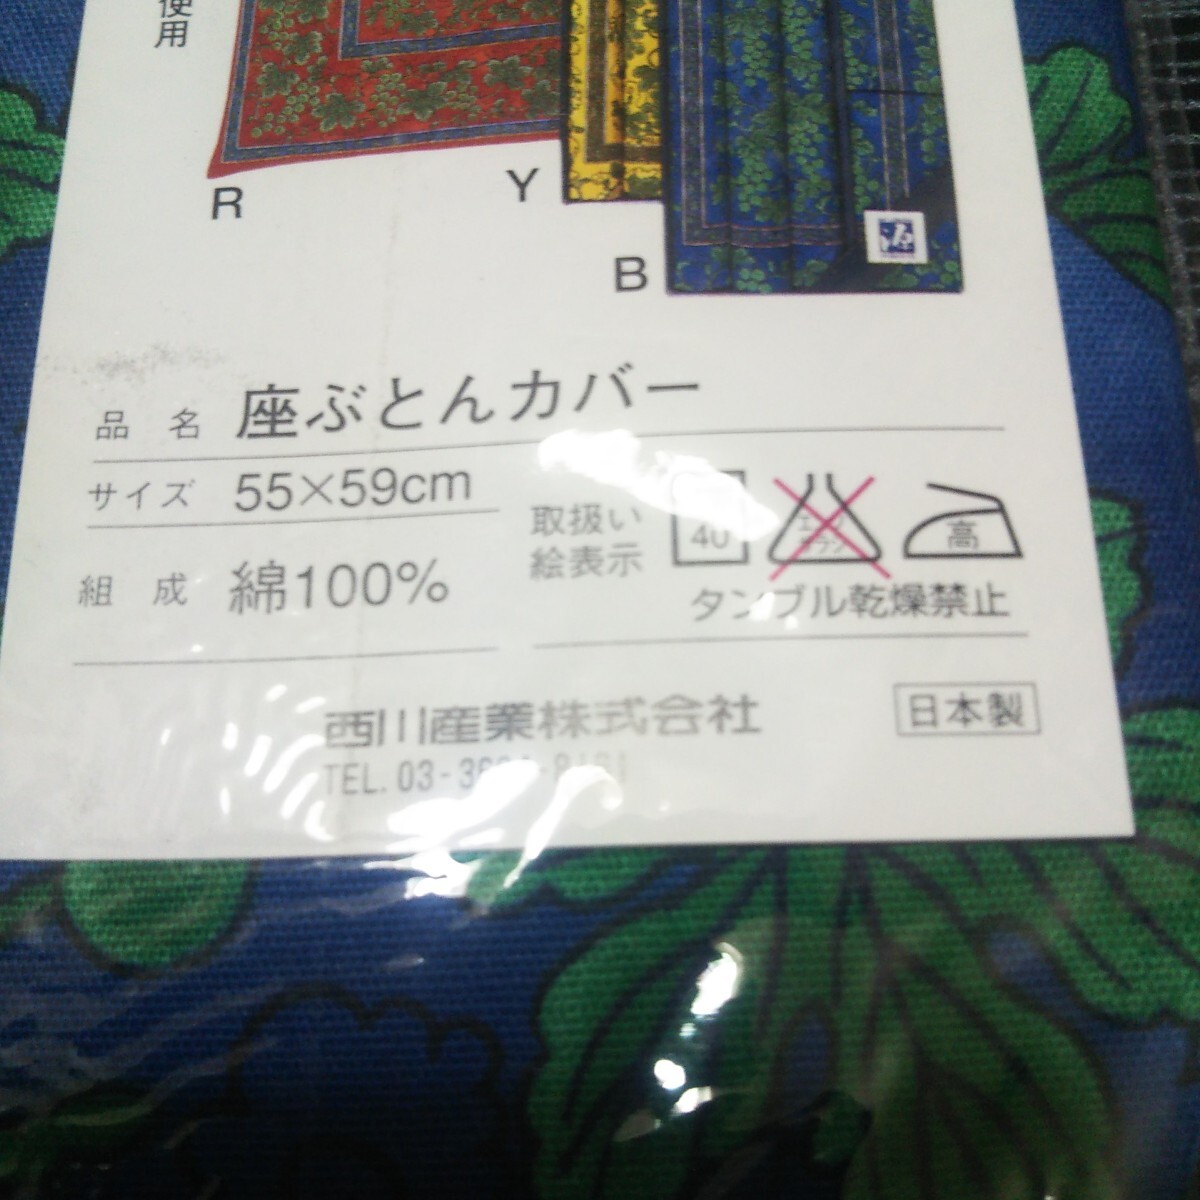 使用
R
Y
B
品名 座ぶとんカバー
サイズ 55×59cm
組成 綿100%
取扱い
絵表示
40
高
タンブル乾燥禁止
西川産業株式会社
TEL. 03-
日本製